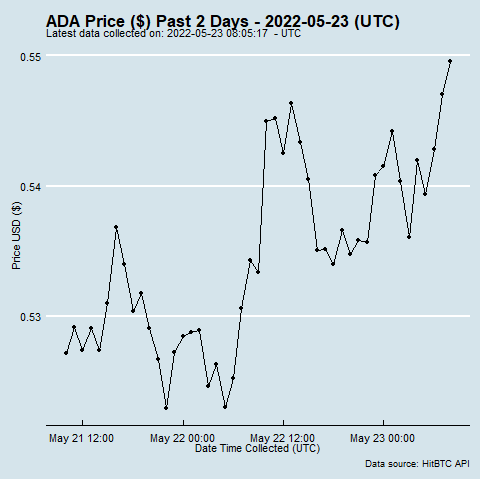 ADA Price ($) Past 2 Days - 2022-05-23 (UTC)
Latest data collected on: 2022-05-23 08:05:17  - UTC
0.55
0.54
0.53
Price USD ($)
May 21 12:00
May 22 00:00
May 22 12:00
May 23 00:00
Date Time Collected (UTC)
Data source: HitBTC API